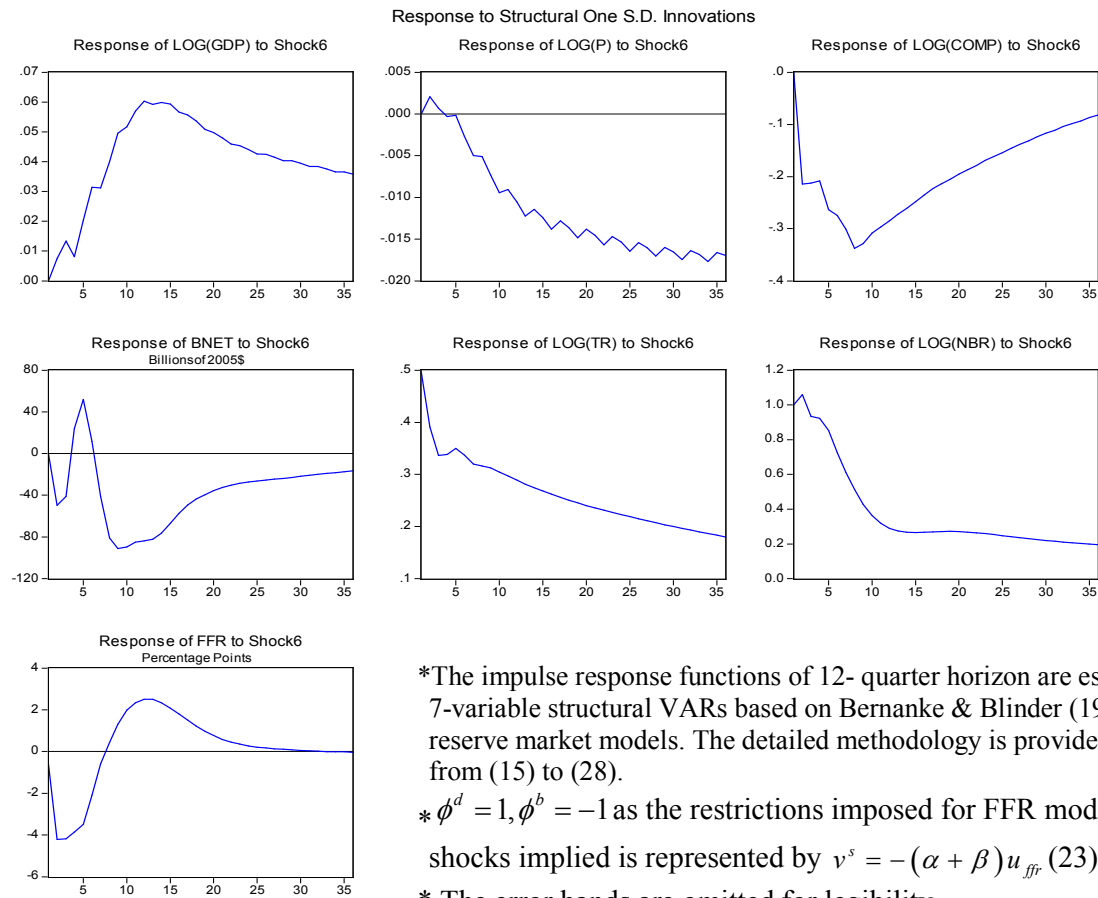 Response to Structural One S.D. Innovations
Response of LOG(GDP) to Shock6
.07
.06
.05
.04
.03
.02
.01
.00
5 10 15 20 25 30 35
Response of LOG(P) to Shock6
.005
.000
-.005
-.010
-.015
-.020
5 10 15 20 25 30 35
Response of LOG(COMP) to Shock6
.0
-.1
-.2
-.3
-.4
5 10 15 20 25 30 35
Response of BNET to Shock6
Billionsof2005$
80
40
0
-40
-80
-120
5 10 15 20 25 30 35
Response of LOG(TR) to Shock6
.5
.4
.3
.2
.1
5 10 15 20 25 30 35
Response of LOG(NBR) to Shock6
1.2
1.0
0.8
0.6
0.4
0.2
0.0
5 10 15 20 25 30 35
Response of FFR to Shock6
Percentage Points
4
2
0
-2
-4
-6
5 10 15 20 25 30 35
*The impulse response functions of 12- quarter horizon are es
7-variable structural VARs based on Bernanke & Blinder (19
reserve market models. The detailed methodology is provide
from (15) to (28).
* φ^d = 1, φ^b = −1 as the restrictions imposed for FFR mod
shocks implied is represented by v^s = −(α + β)u_ffr (23)
* The error bands are omitted for legibility